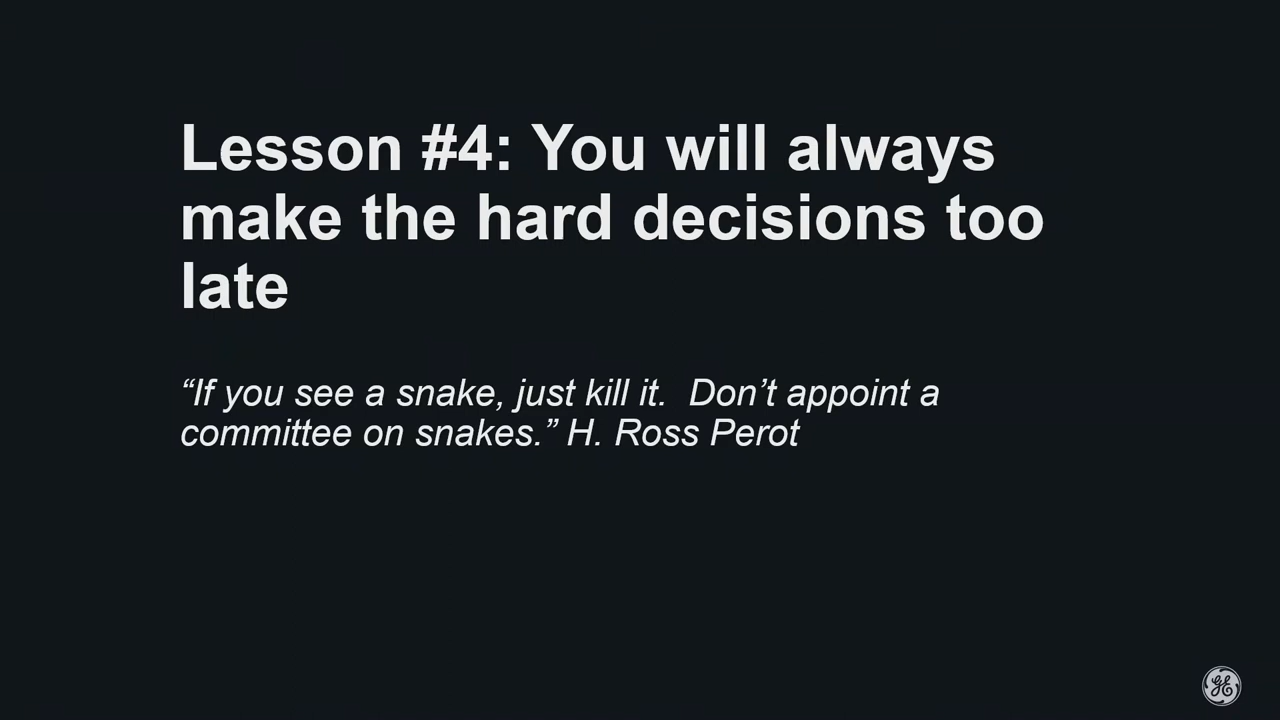 Lesson #4: You will always
make the hard decisions too
late
“If you see a snake, just kill it.  Don’t appoint a
committee on snakes.” H. Ross Perot
GE